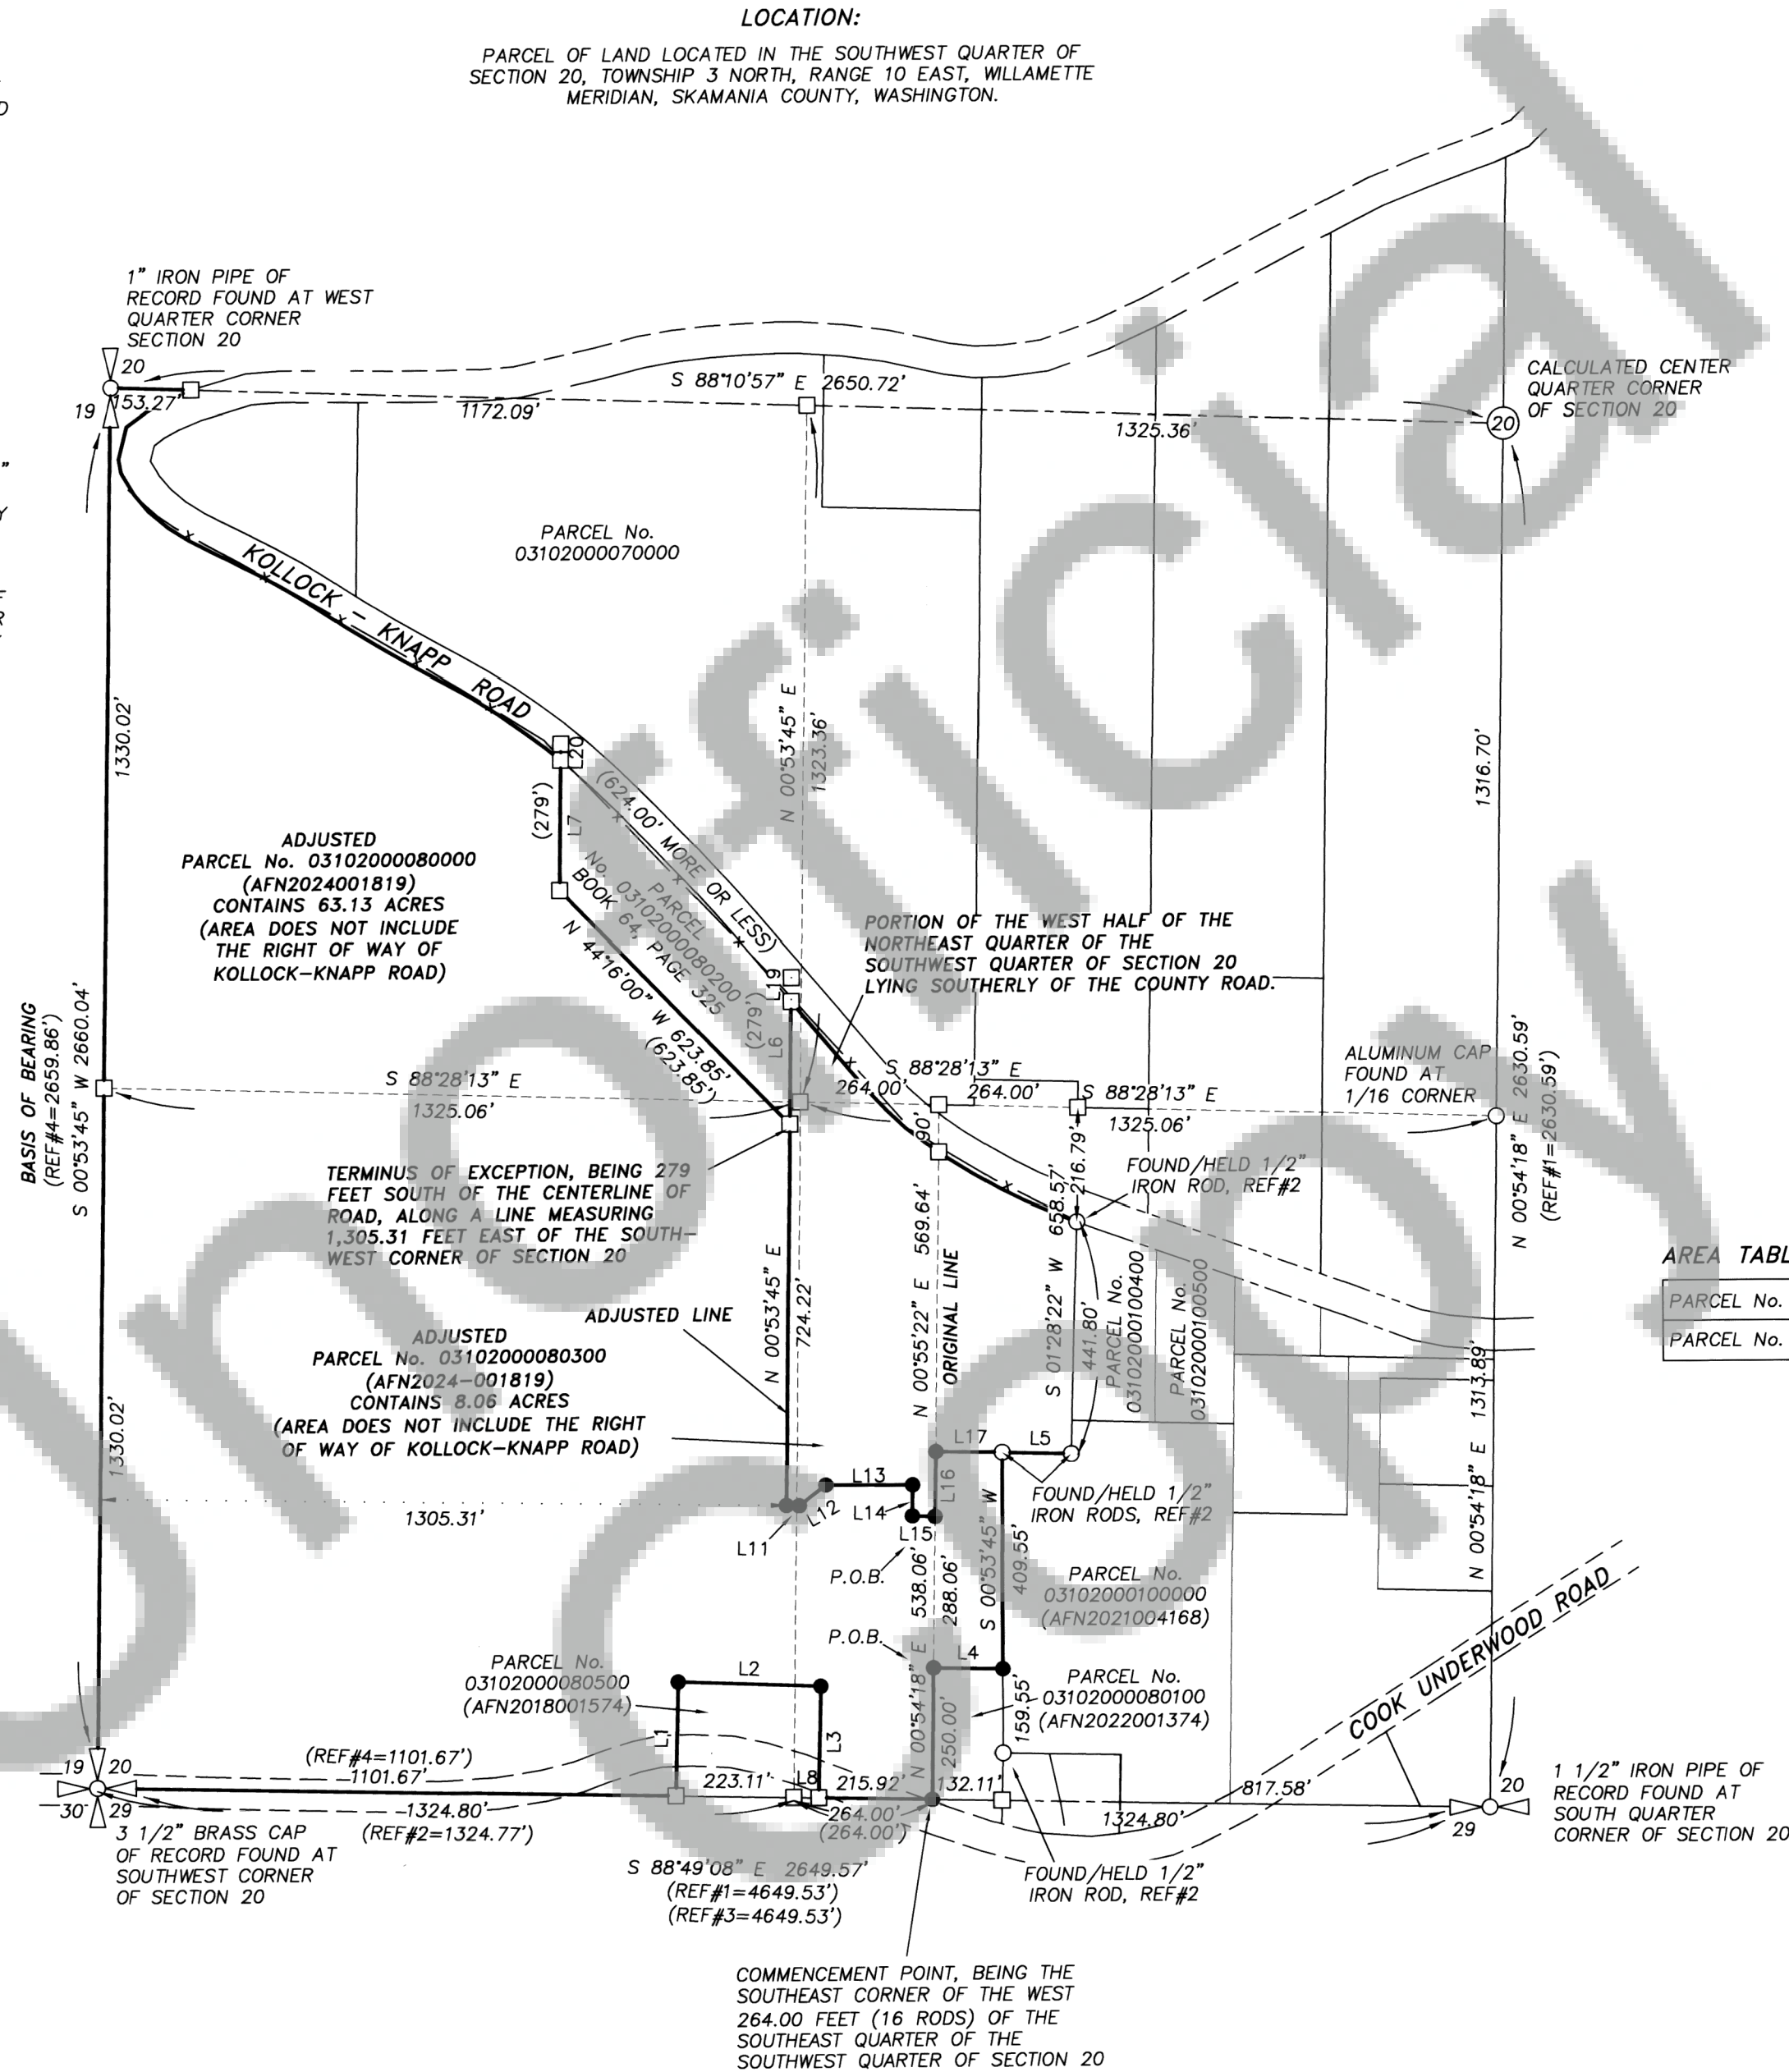 LOCATION:
PARCEL OF LAND LOCATED IN THE SOUTHWEST QUARTER OF
SECTION 20, TOWNSHIP 3 NORTH, RANGE 10 EAST, WILLAMETTE
MERIDIAN, SKAMANIA COUNTY, WASHINGTON.
Unofficial
Copy
1" IRON PIPE OF
RECORD FOUND AT WEST
QUARTER CORNER
SECTION 20
20
19
153.27'
1172.09'
S 88°10'57" E 2650.72'
1325.36'
CALCULATED CENTER
QUARTER CORNER
OF SECTION 20
20
PARCEL No.
03102000070000
KOLLOCK - KNAPP ROAD
1330.02'
N 00°53'45" E
1323.36'
1316.70'
L20
(279')
L7
(624.00' MORE OR LESS)
PARCEL
No. 03102000080200
BOOK 64, PAGE 325
N 44°16'00" W 623.85'
(623.85')
ADJUSTED
PARCEL No. 03102000080000
(AFN2024001819)
CONTAINS 63.13 ACRES
(AREA DOES NOT INCLUDE
THE RIGHT OF WAY OF
KOLLOCK-KNAPP ROAD)
PORTION OF THE WEST HALF OF THE
NORTHEAST QUARTER OF THE
SOUTHWEST QUARTER OF SECTION 20
LYING SOUTHERLY OF THE COUNTY ROAD.
L19
(279')
L6
BASIS OF BEARING
(REF#4=2659.86')
S 00°53'45" W 2660.04'
S 88°28'13" E
1325.06'
S 88°28'13" E
264.00'
264.00'
S 88°28'13" E
1325.06'
ALUMINUM CAP
FOUND AT
1/16 CORNER
N 00°54'18" E 2630.59'
(REF#1=2630.59')
90'
216.79'
FOUND/HELD 1/2"
IRON ROD, REF#2
TERMINUS OF EXCEPTION, BEING 279
FEET SOUTH OF THE CENTERLINE OF
ROAD, ALONG A LINE MEASURING
1,305.31 FEET EAST OF THE SOUTH-
WEST CORNER OF SECTION 20
N 00°53'45" E
724.22'
N 00°55'22" E 569.64'
ORIGINAL LINE
S 01°28'22" W 658.57'
441.80'
PARCEL No.
03102000100400
PARCEL No.
03102000100500
AREA TABL
PARCEL No.
PARCEL No.
ADJUSTED LINE
ADJUSTED
PARCEL No. 03102000080300
(AFN2024-001819)
CONTAINS 8.06 ACRES
(AREA DOES NOT INCLUDE THE RIGHT
OF WAY OF KOLLOCK-KNAPP ROAD)
1330.02'
N 00°54'18" E 1313.89'
L17
L5
L13
L16
L12
L14
L15
L11
1305.31'
FOUND/HELD 1/2"
IRON RODS, REF#2
P.O.B.
538.06'
288.06'
S 00°53'45" W
409.55'
PARCEL No.
03102000100000
(AFN2021004168)
P.O.B.
N 00°54'18" E
250.00'
L4
PARCEL No.
03102000080500
(AFN2018001574)
L2
L1
L3
PARCEL No.
03102000080100
(AFN2022001374)
159.55'
COOK UNDERWOOD ROAD
19 20
30 29
(REF#4=1101.67')
1101.67'
1324.80'
(REF#2=1324.77')
223.11'
L8
215.92'
132.11'
264.00'
(264.00')
817.58'
1324.80'
20
29
1 1/2" IRON PIPE OF
RECORD FOUND AT
SOUTH QUARTER
CORNER OF SECTION 20
3 1/2" BRASS CAP
OF RECORD FOUND AT
SOUTHWEST CORNER
OF SECTION 20
S 88°49'08" E 2649.57'
(REF#1=4649.53')
(REF#3=4649.53')
FOUND/HELD 1/2"
IRON ROD, REF#2
COMMENCEMENT POINT, BEING THE
SOUTHEAST CORNER OF THE WEST
264.00 FEET (16 RODS) OF THE
SOUTHEAST QUARTER OF THE
SOUTHWEST QUARTER OF SECTION 20